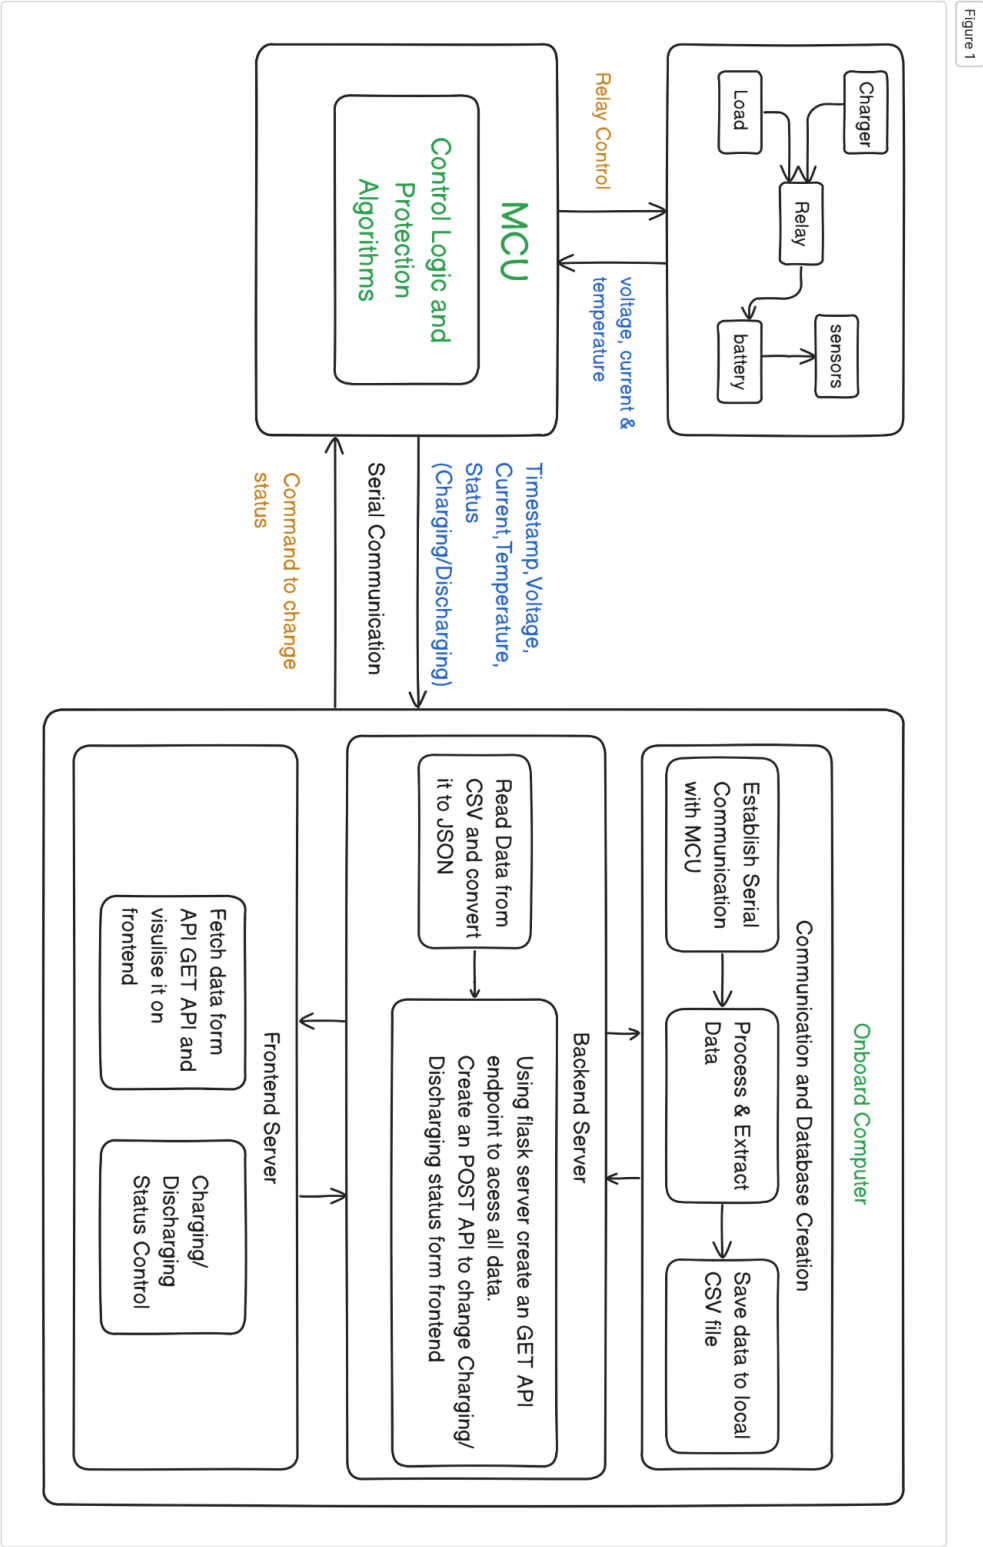 Figure 1
Charger
Load
Relay
sensors
battery
Relay Control
voltage, current &
temperature
MCU
Control Logic and
Protection
Algorithms
Timestamp,Voltage,
Current,Temperature,
Status
(Charging/Discharging)
Serial Communication
Command to change
status
Onboard Computer
Communication and Database Creation
Establish Serial
Communication
with MCU
Process & Extract
Data
Save data to local
CSV file
Backend Server
Read Data from
CSV and convert
it to JSON
Using flask server create an GET API
endpoint to acess all data.
Create an POST API to change Charging/
Discharging status form frontend
Frontend Server
Fetch data form
API GET API and
visulise it on
frontend
Charging/
Discharging
Status Control